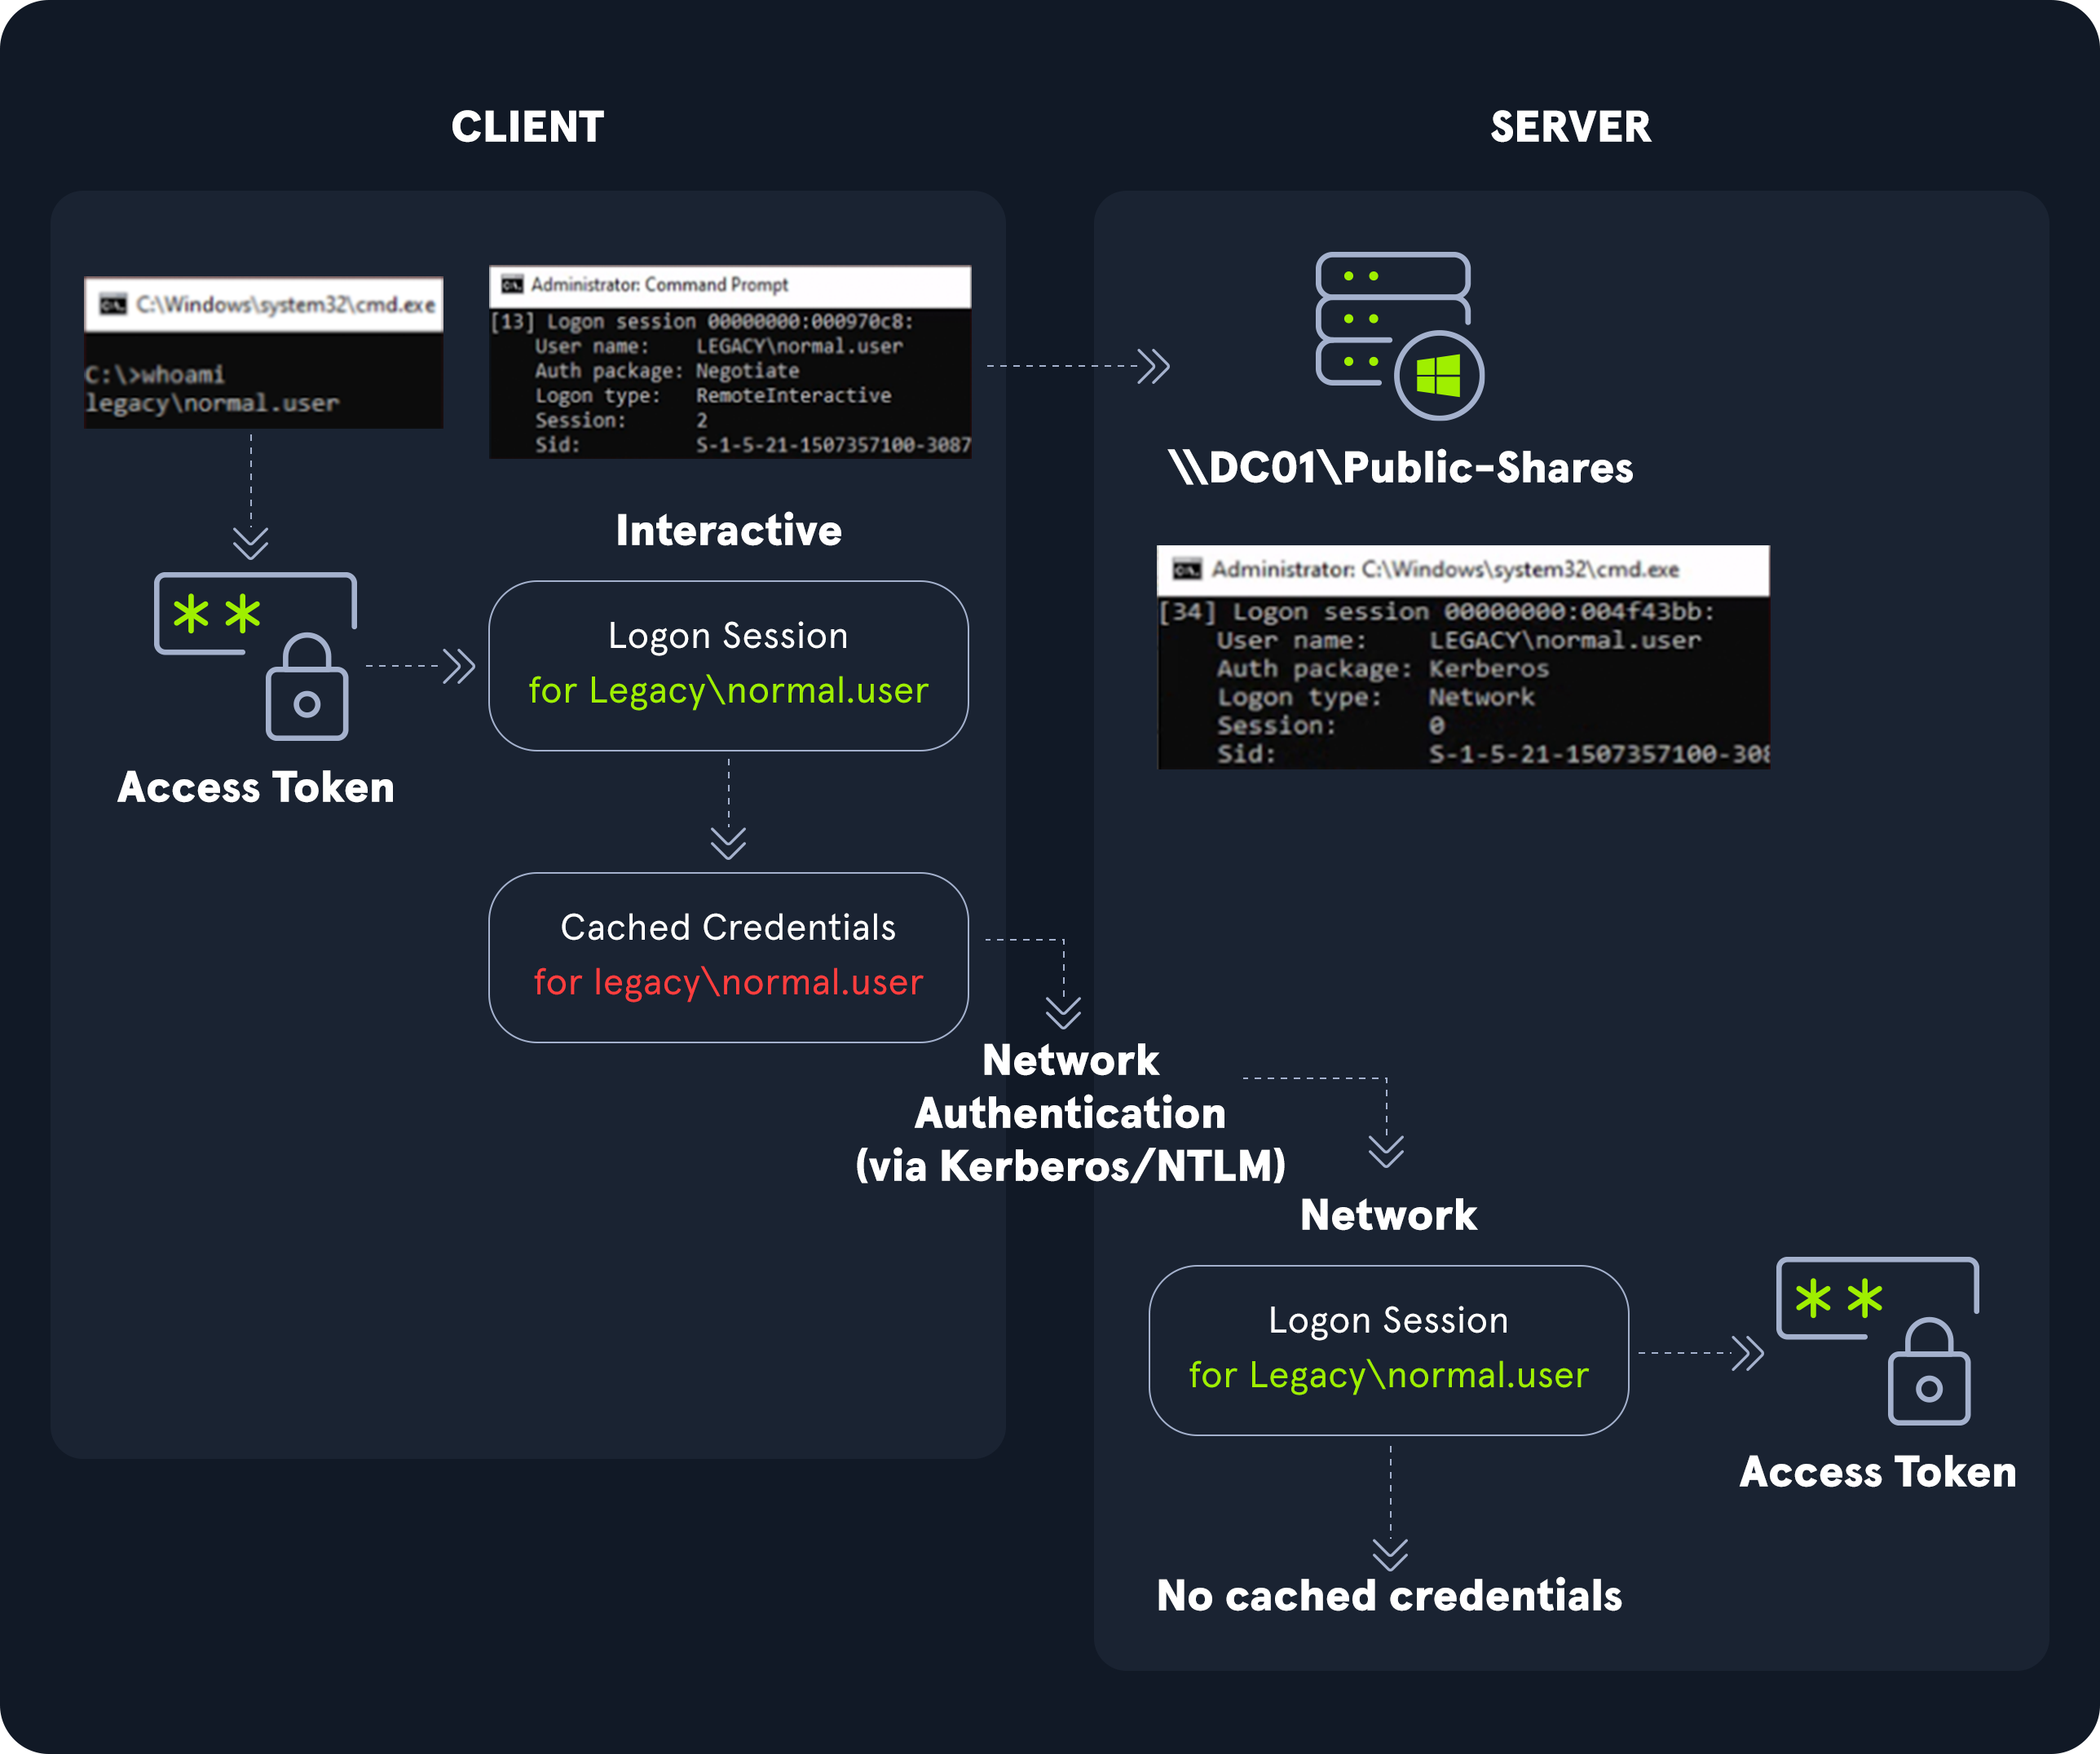 CLIENT
C:\Windows\system32\cmd.exe
C:\>whoami
legacy\normal.user
Administrator: Command Prompt
[13] Logon session 00000000:000970c8:
User name: LEGACY\normal.user
Auth package: Negotiate
Logon type: RemoteInteractive
Session: 2
Sid: S-1-5-21-1507357100-3087
Access Token
Interactive
Logon Session
for Legacy\normal.user
Cached Credentials
for legacy\normal.user
Network
Authentication
(via Kerberos/NTLM)
SERVER
\\\DC01\Public-Shares
Administrator: C:\Windows\system32\cmd.exe
[34] Logon session 00000000:004f43bb:
User name: LEGACY\normal.user
Auth package: Kerberos
Logon type: Network
Session: 0
Sid: S-1-5-21-1507357100-308
Network
Logon Session
for Legacy\normal.user
Access Token
No cached credentials